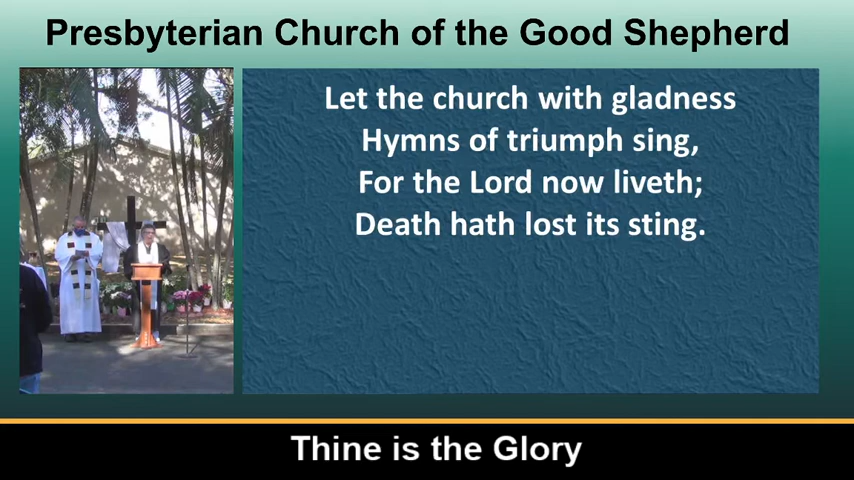 Presbyterian Church of the Good Shepherd
Let the church with gladness
Hymns of triumph sing,
For the Lord now liveth;
Death hath lost its sting.
Thine is the Glory